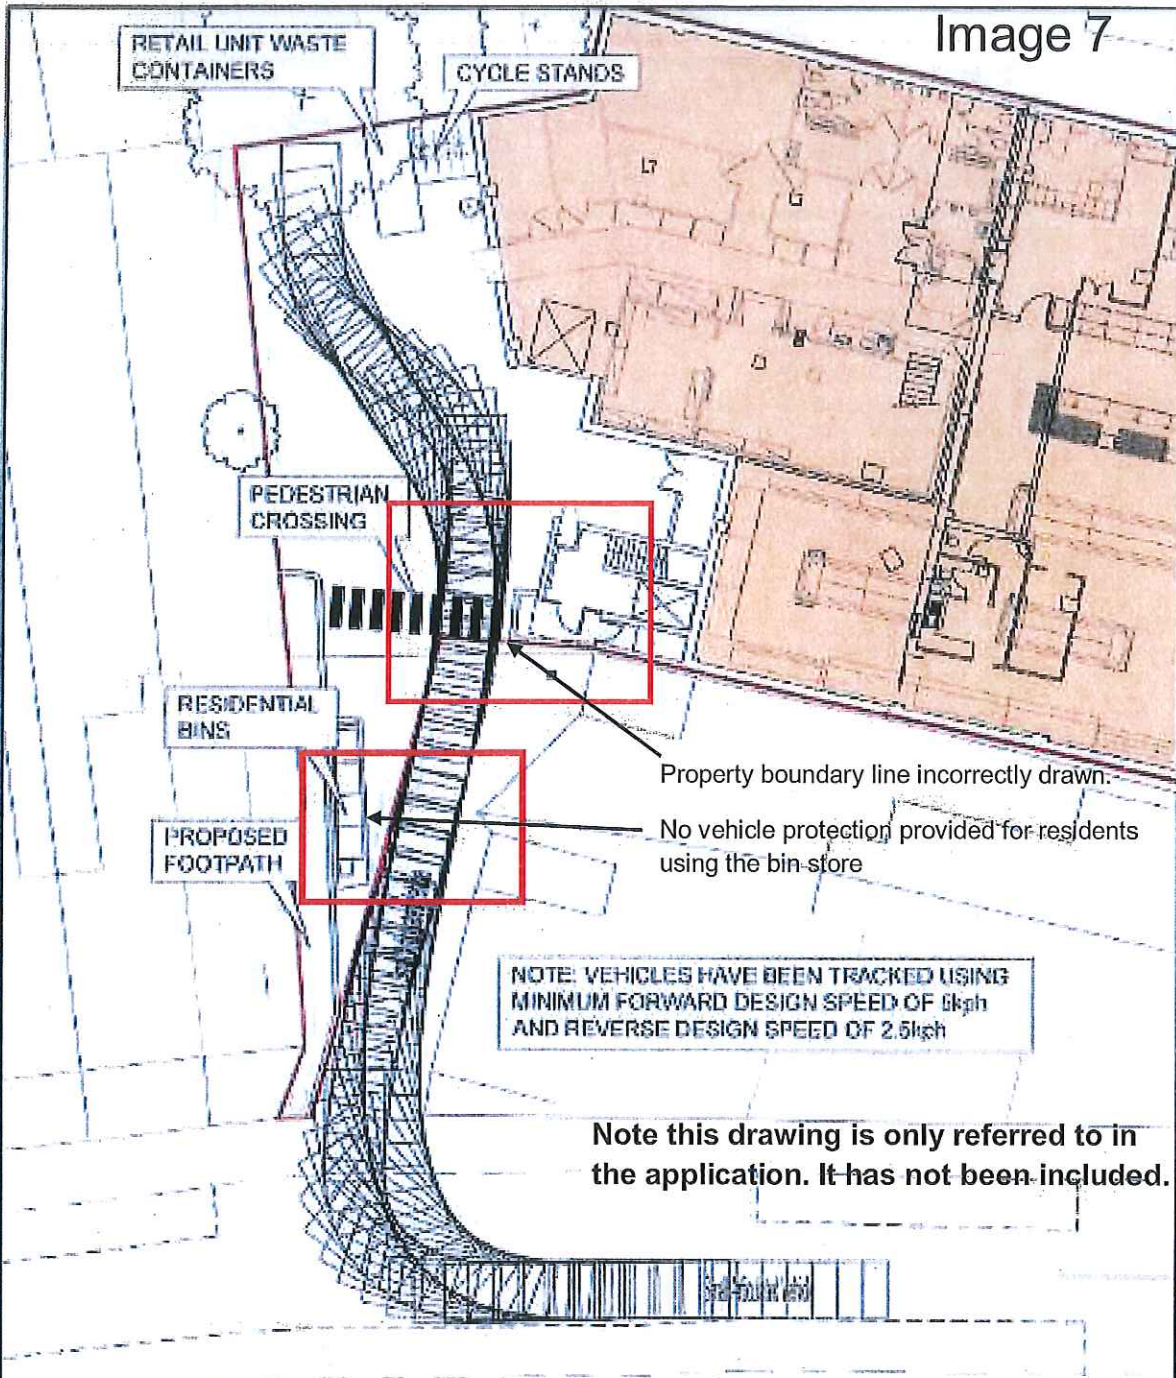 Image 7
RETAIL UNIT WASTE
CONTAINERS
CYCLE STANDS
L7
PEDESTRIAN
CROSSING
RESIDENTIAL
BINS
Property boundary line incorrectly drawn.
No vehicle protection provided for residents
using the bin store
PROPOSED
FOOTPATH
NOTE: VEHICLES HAVE BEEN TRACKED USING
MINIMUM FORWARD DESIGN SPEED OF 5kph
AND REVERSE DESIGN SPEED OF 2.5kph
Note this drawing is only referred to in
the application. It has not been included.